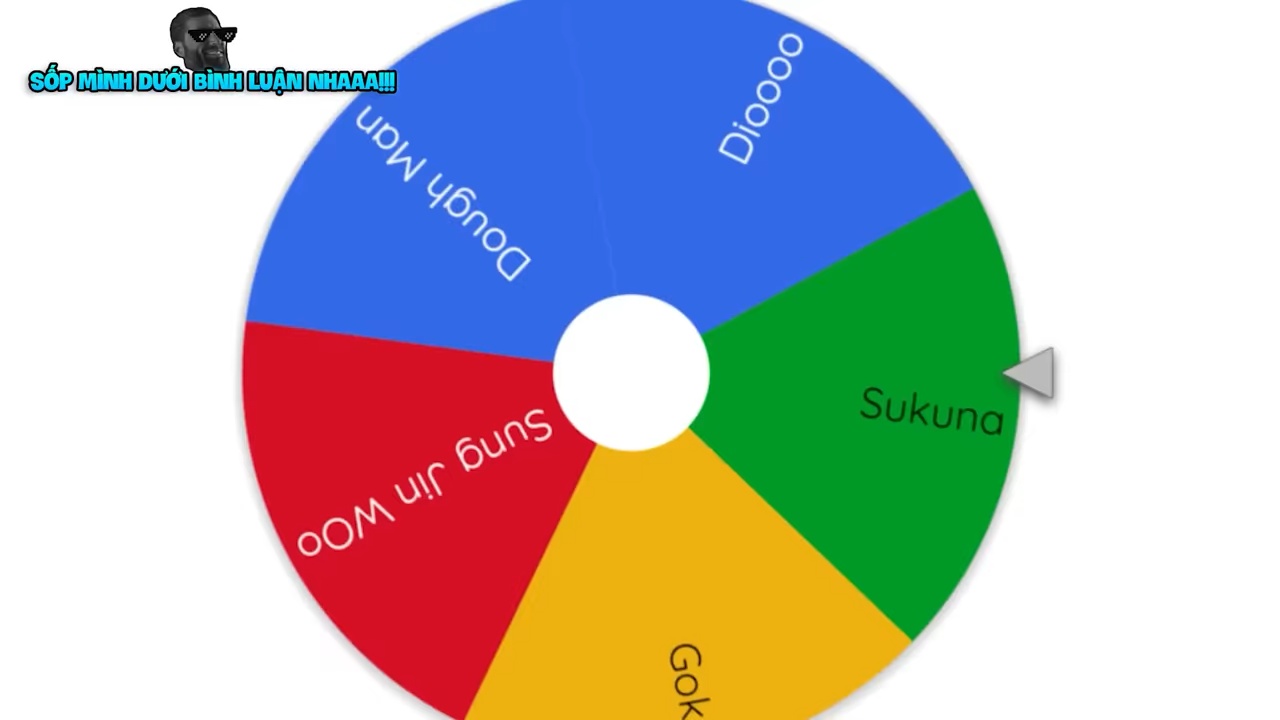 SỐP MÌNH DƯỚI BÌNH LUẬN NHAAA!!!
Dioooo
Dough Man
Sukuna
Sung Jin WOo
Gok